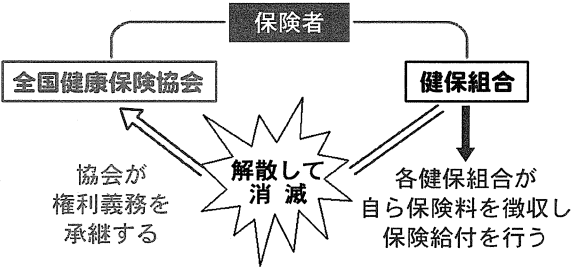 保険者
全国健康保険協会
健保組合
解散して
消滅
協会が
権利義務を
承継する
各健保組合が
自ら保険料を徴収し
保険給付を行う